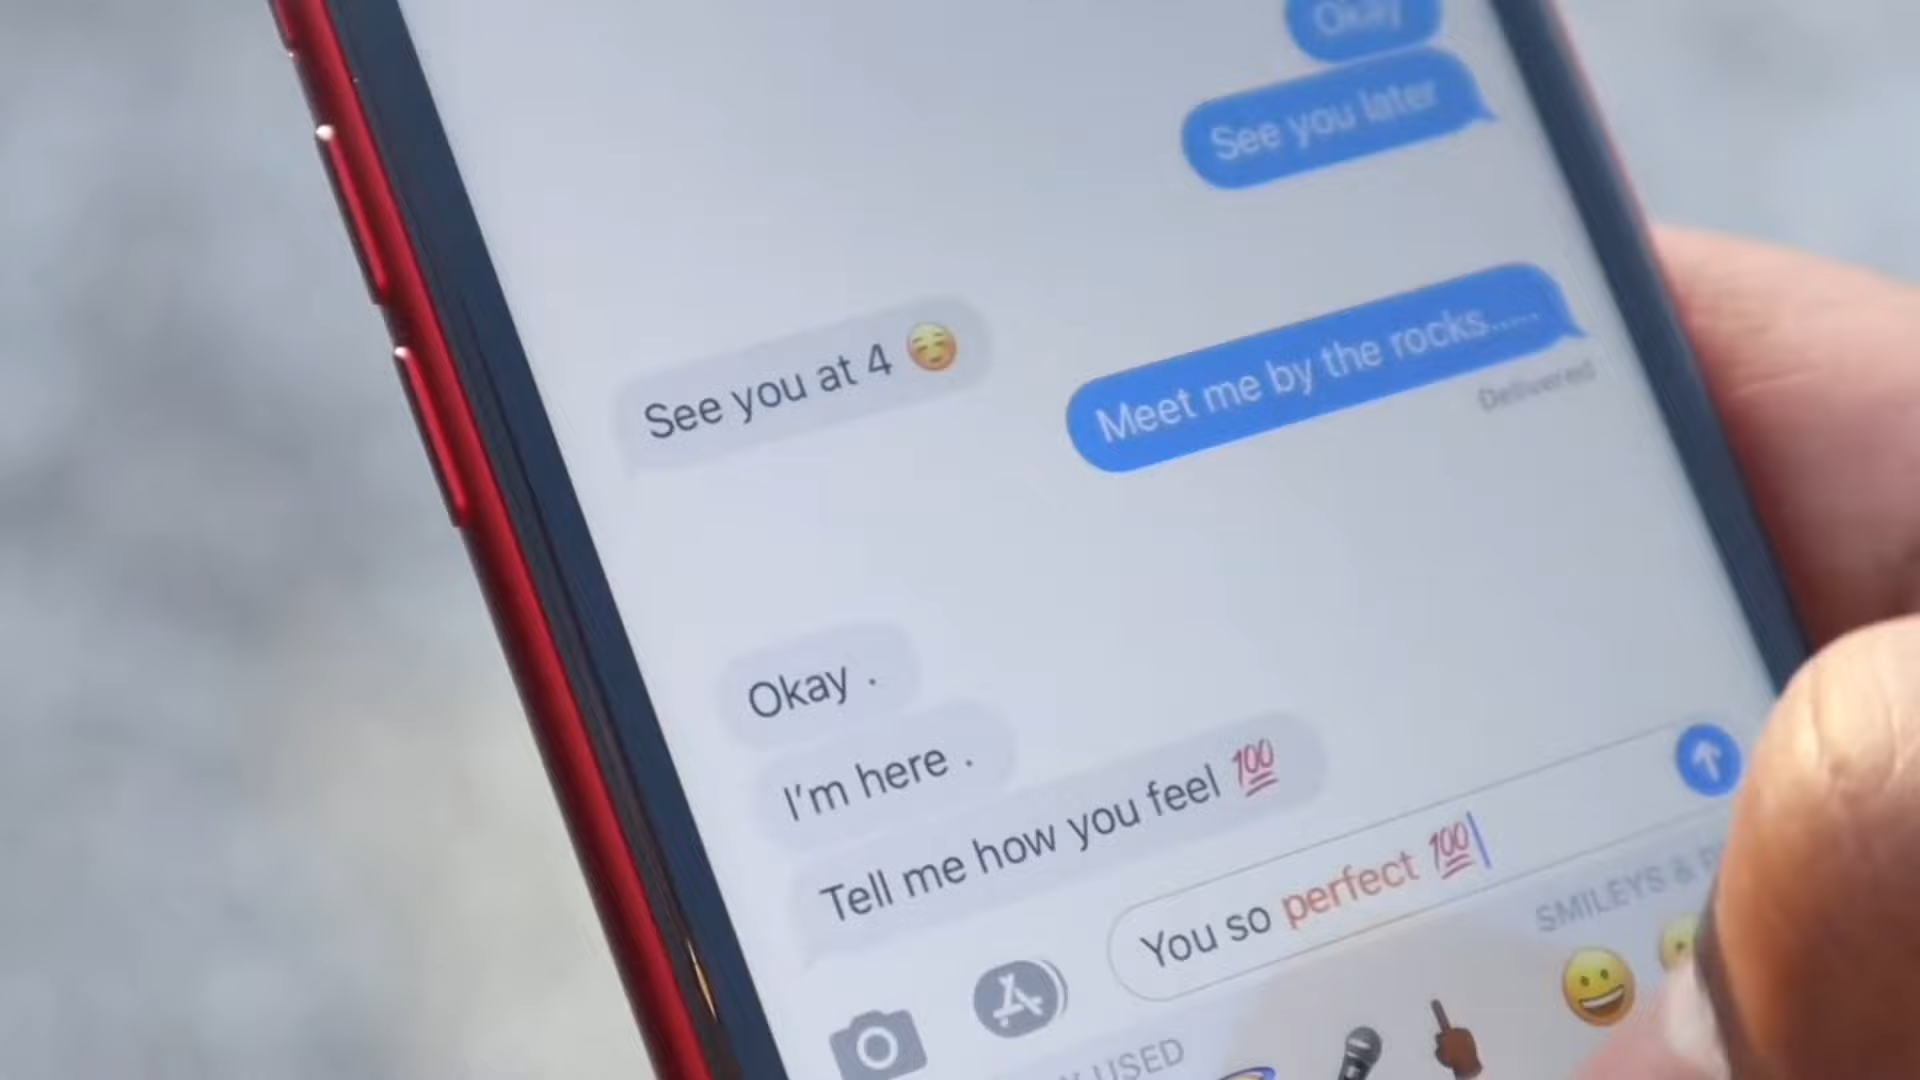 Okay
See you later
See you at 4 ☺️
Meet me by the rocks.....
Delivered
Okay .
I'm here .
Tell me how you feel 💯
You so perfect 💯
SMILEYS &
USED